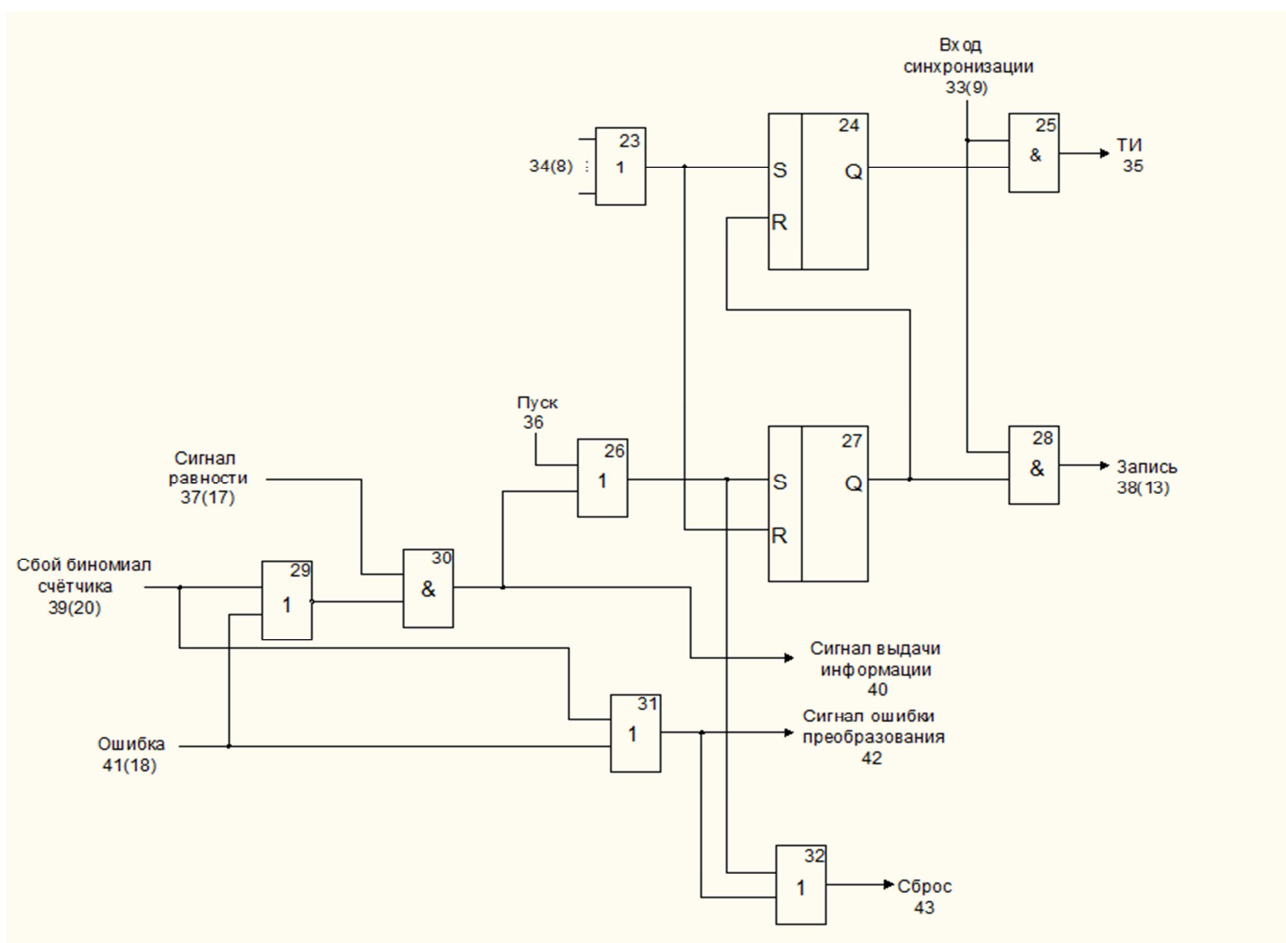 Вход
синхронизации
33(9)
23
1
34(8)
24
S
Q
R
25
&
ТИ
35
Пуск
36
26
1
27
S
Q
R
28
&
Запись
38(13)
Сигнал
равности
37(17)
Сбой биномиал
счётчика
39(20)
29
1
30
&
Сигнал выдачи
информации
40
31
1
Сигнал ошибки
преобразования
42
Ошибка
41(18)
32
1
Сброс
43